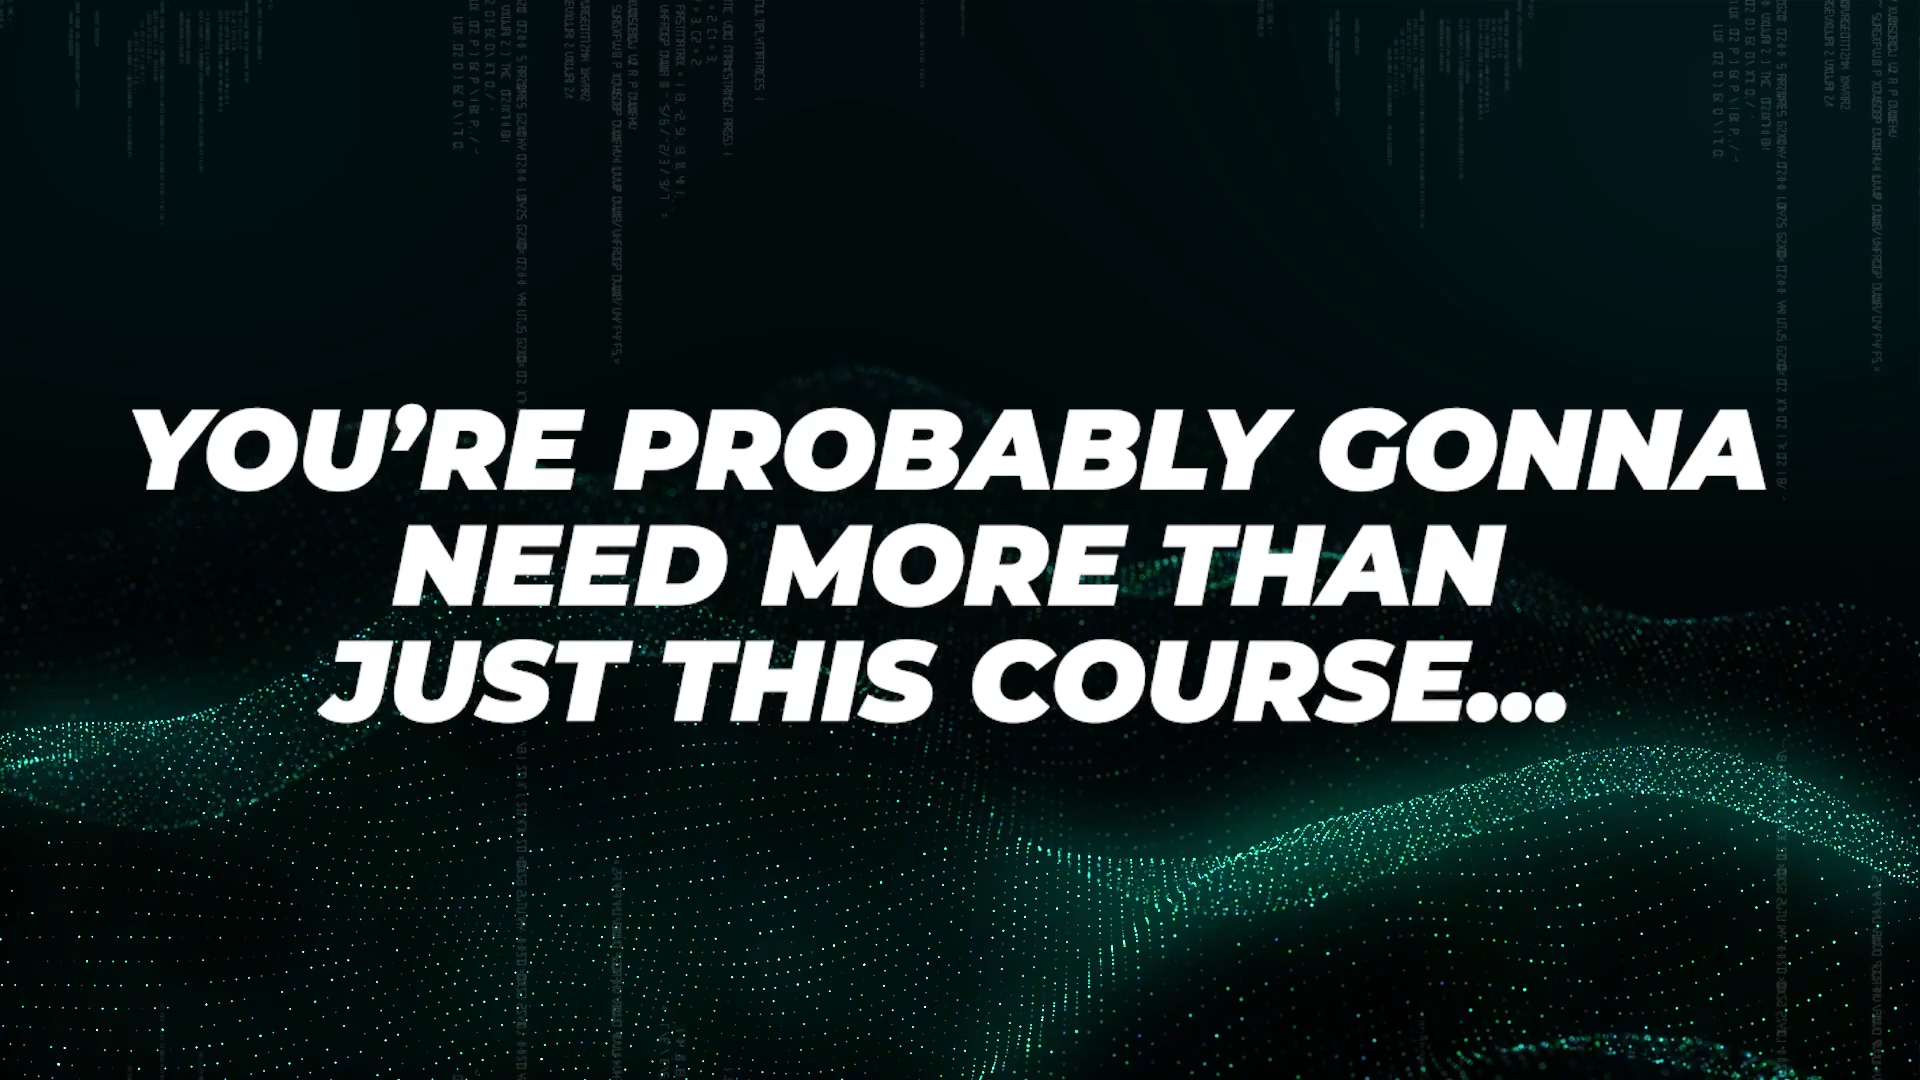 YOU’RE PROBABLY GONNA
NEED MORE THAN
JUST THIS COURSE...